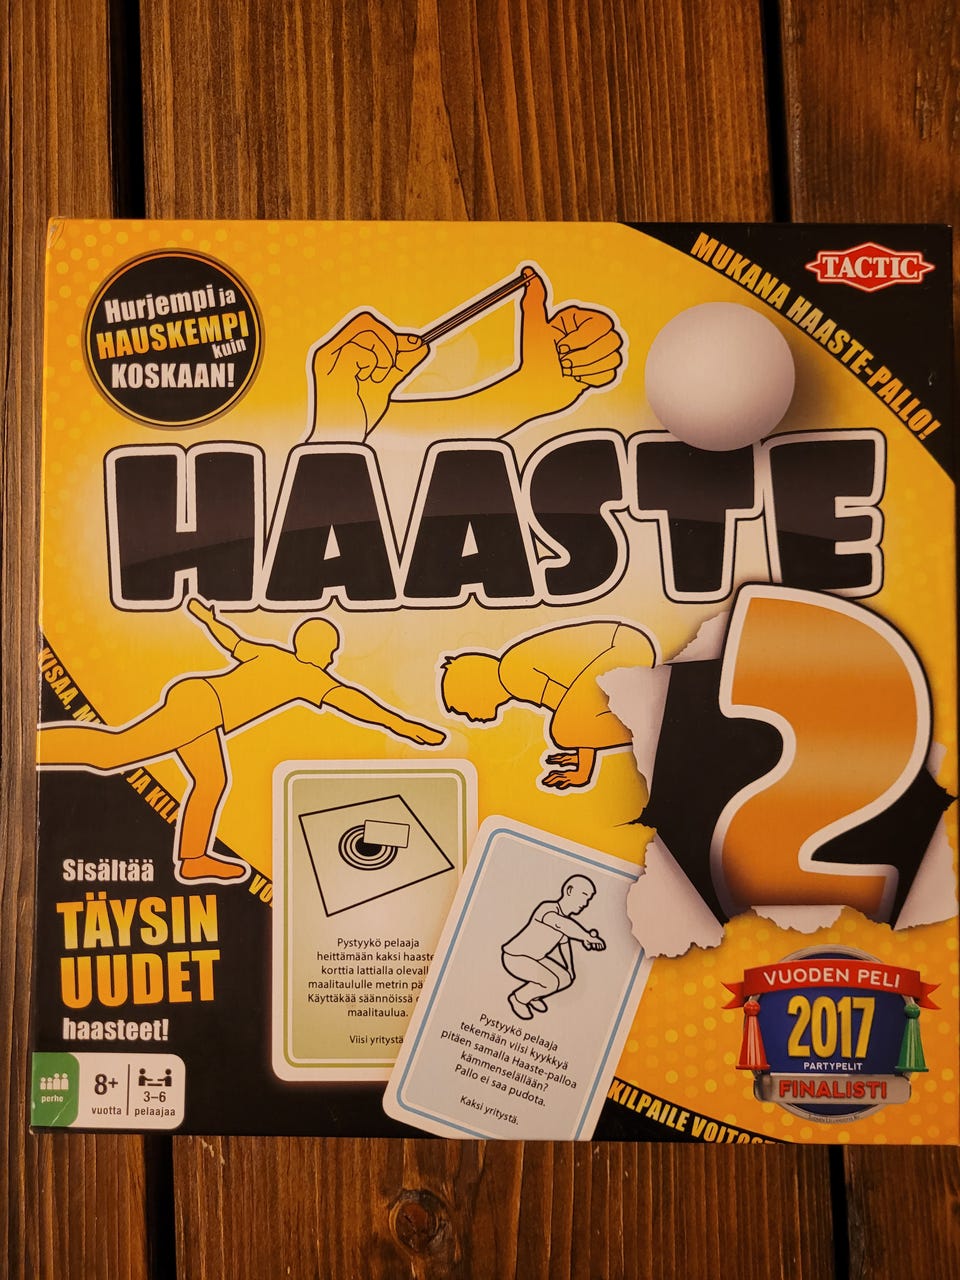 Hurjempi ja
HAUSKEMPI
kuin
KOSKAAN!
MUKANA HAASTE-PALLO!
TACTIC
HAASTE
2
KISAA,
JA
Sisältää
TÄYSIN
UUDET
haasteet!
perhe
8+
vuotta
3–6
pelaajaa
Pystyykö pelaaja
heittämään kaksi haaste
korttia lattialla olevall
maalitaululle metrin pä
Käyttäkää säännöissä
maalitaulua.
Viisi yritystä
Pystyykö pelaaja
tekemään viisi kyykkyä
pitäen samalla Haaste-palloa
kämmenselällään?
Pallo ei saa pudota.
Kaksi yritystä.
VUODEN PELI
2017
PARTYPELIT
FINALISTI
KILPAILE VOITOST